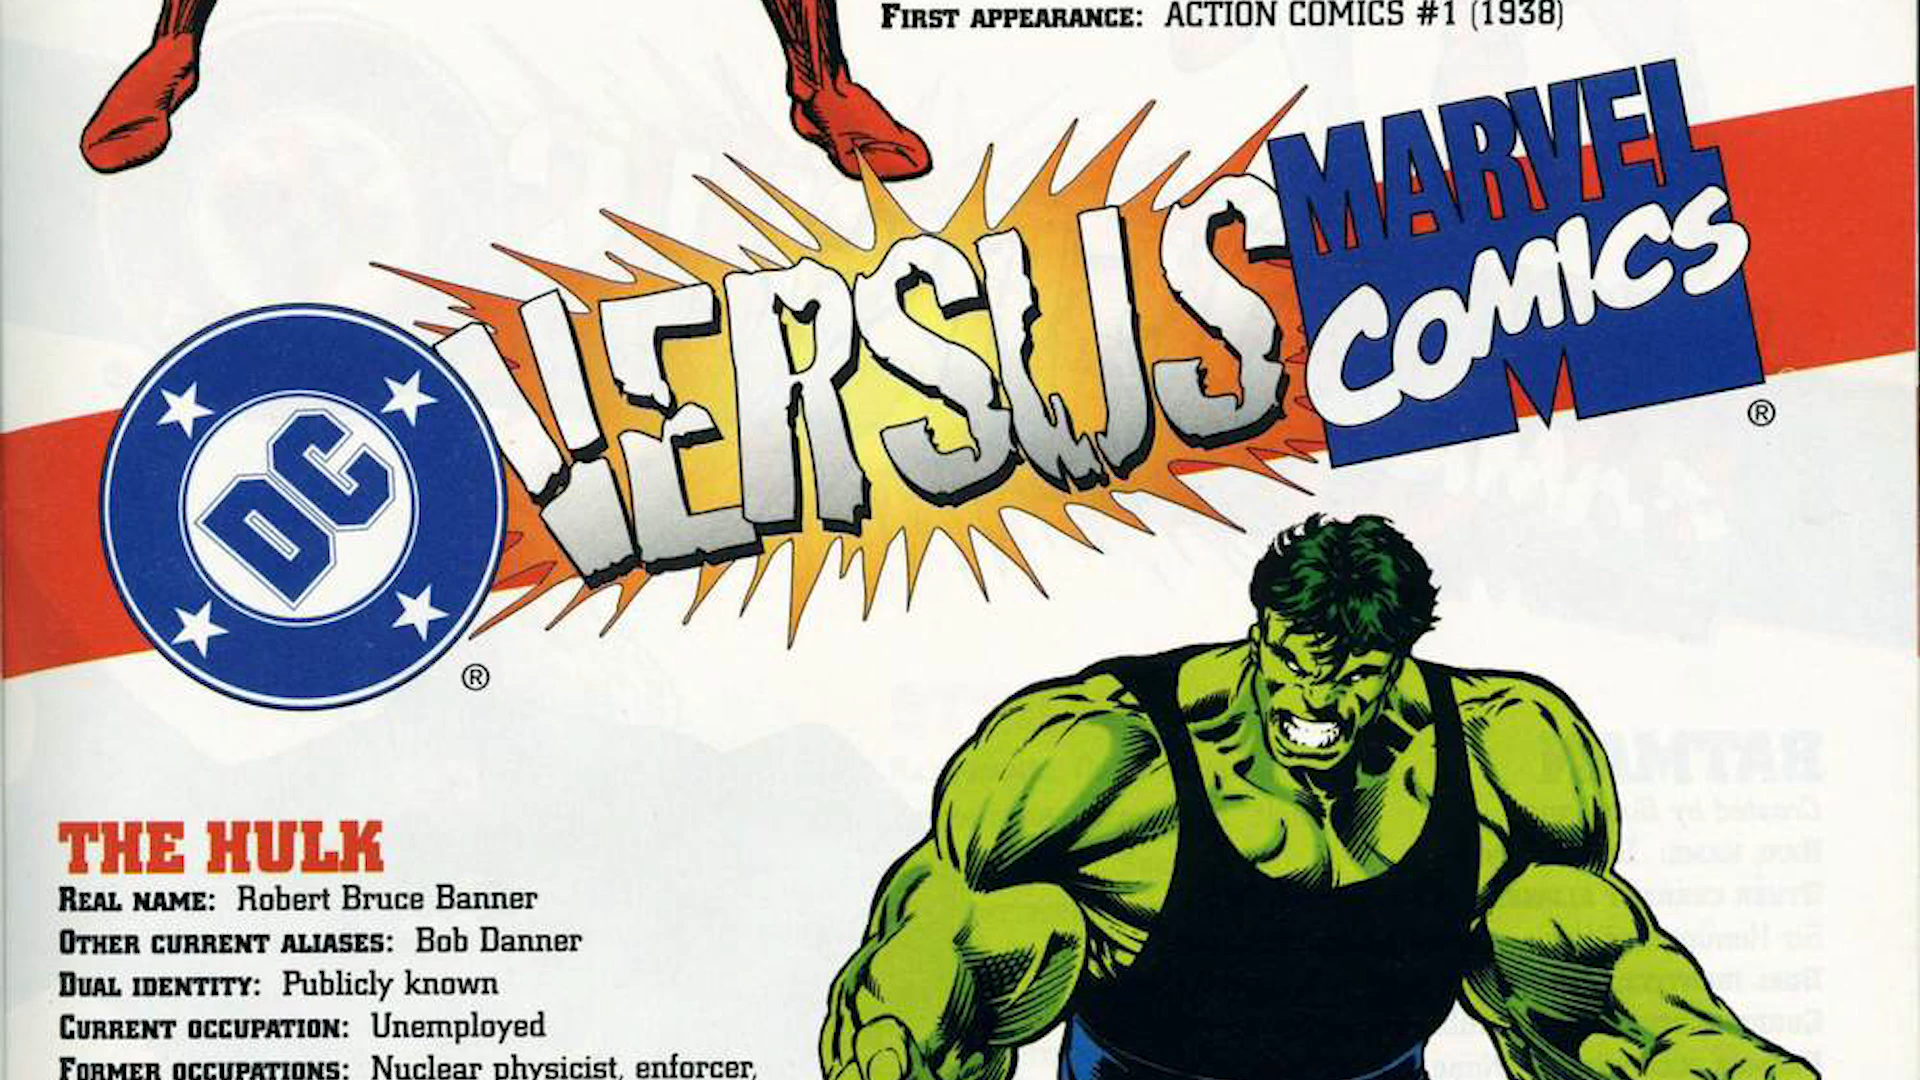 FIRST APPEARANCE: ACTION COMICS #1 (1938)
MARVEL
COMICS
VERSUS
DC
®
®
THE HULK
REAL NAME: Robert Bruce Banner
OTHER CURRENT ALIASES: Bob Danner
DUAL IDENTITY: Publicly known
CURRENT OCCUPATION: Unemployed
FORMER OCCUPATIONS: Nuclear physicist, enforcer,